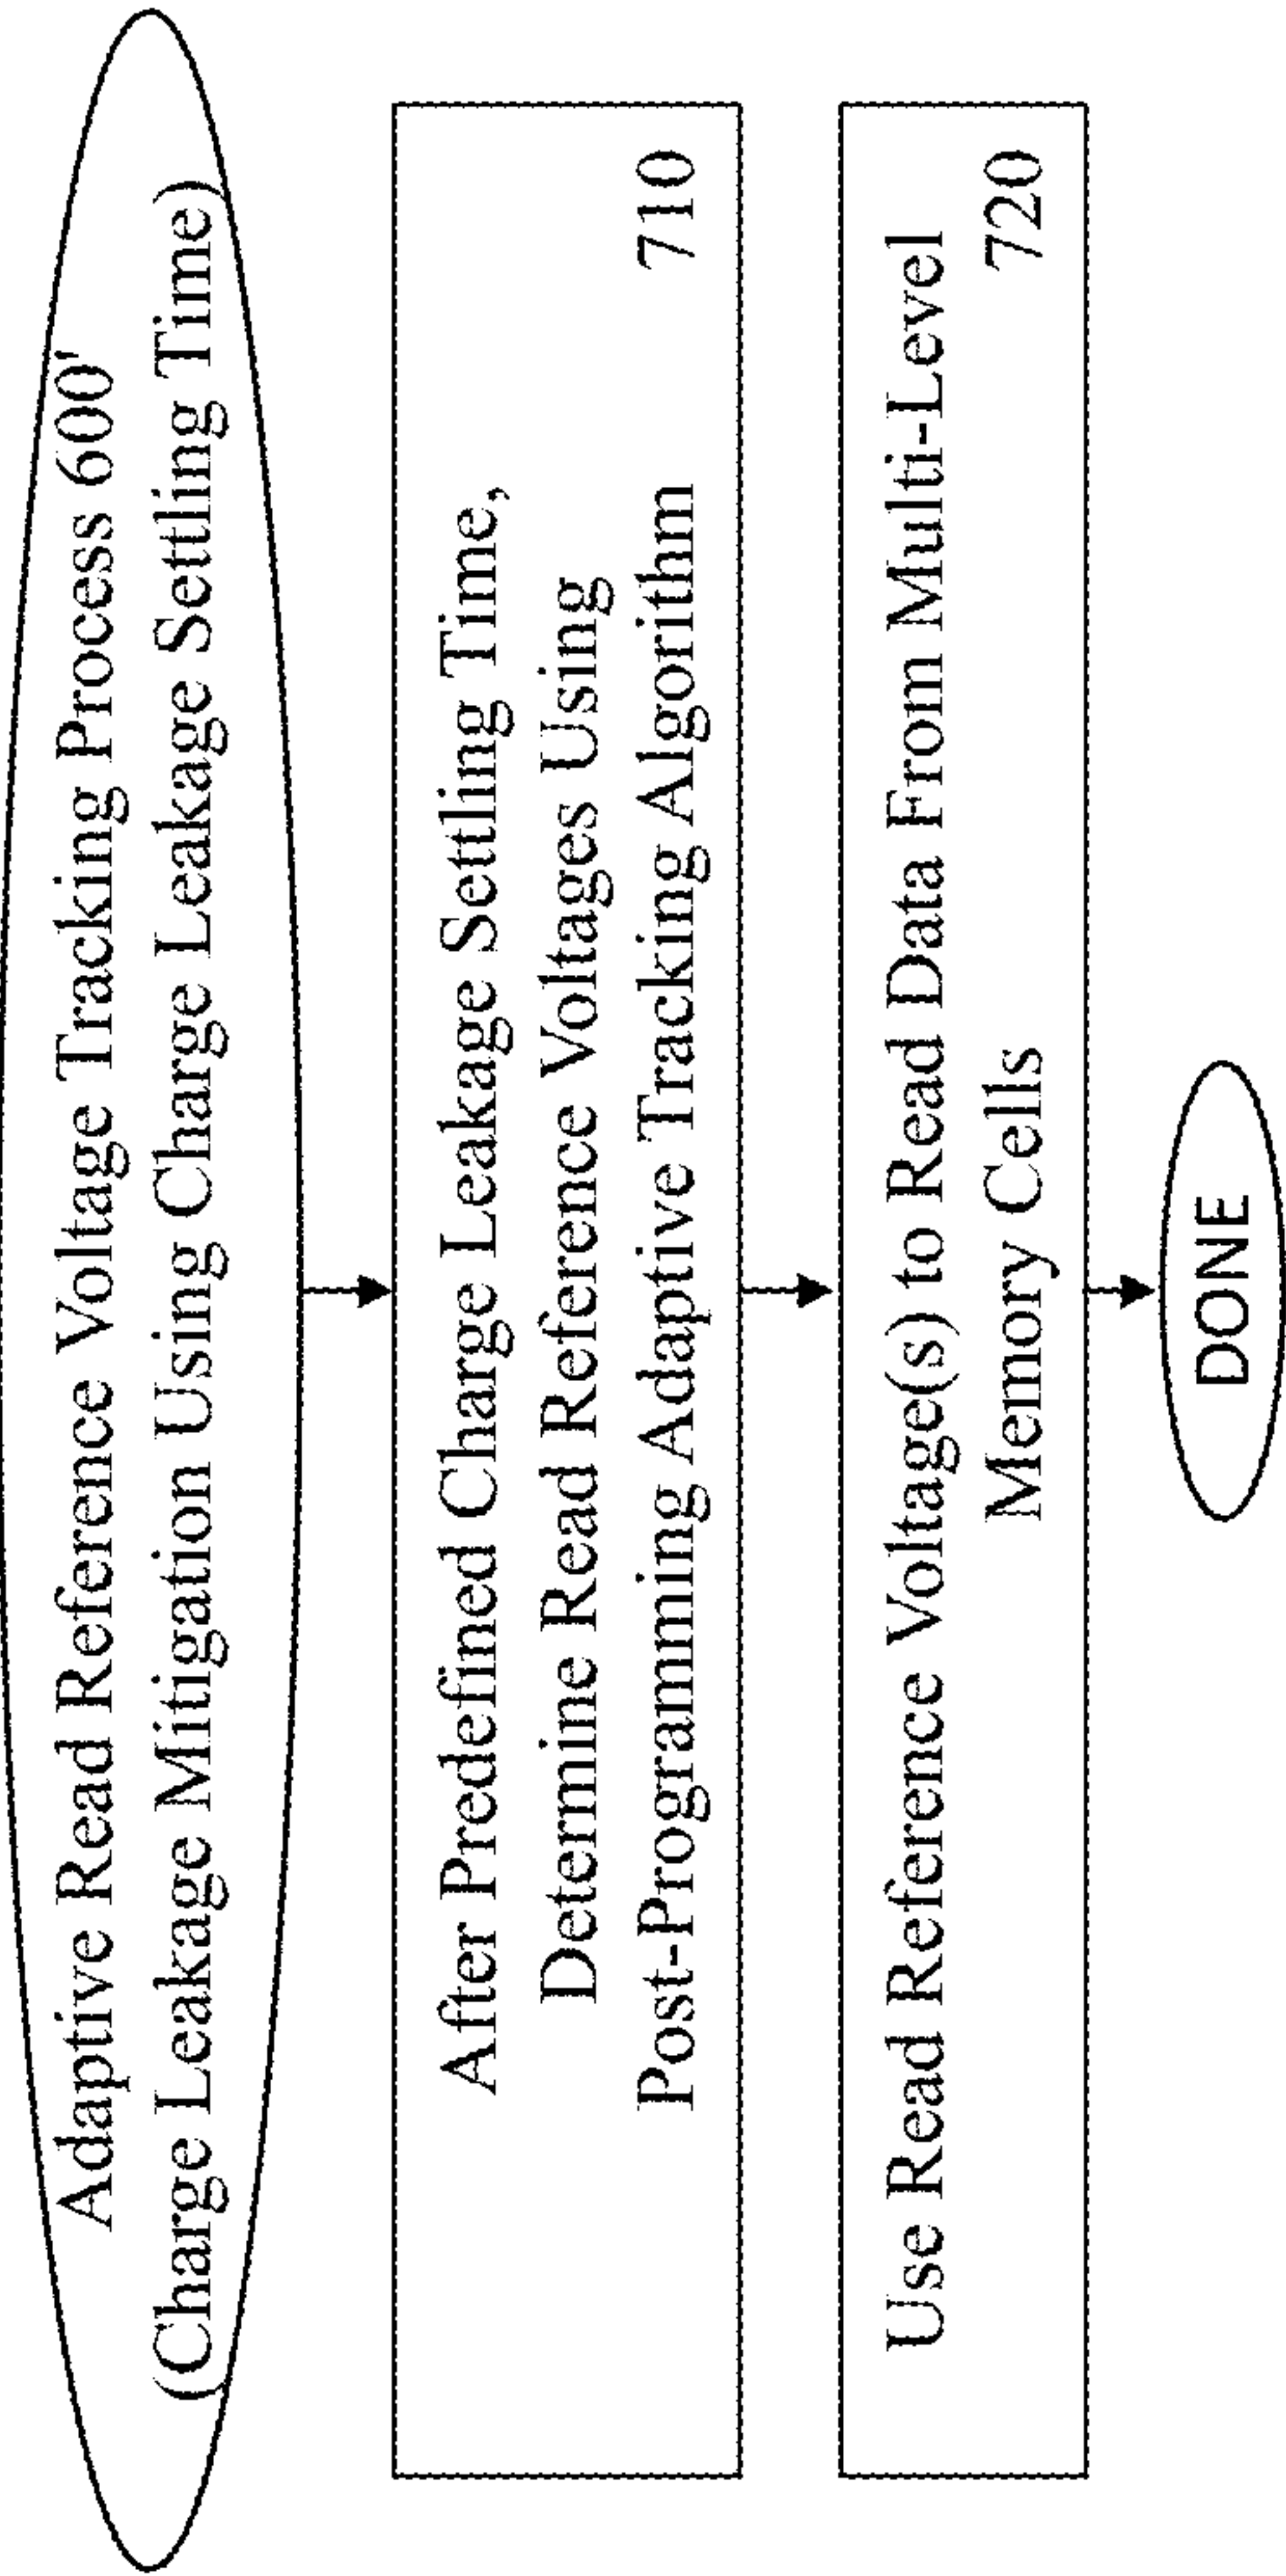 Adaptive Read Reference Voltage Tracking Process 600'
(Charge Leakage Mitigation Using Charge Leakage Settling Time)
After Predefined Charge Leakage Settling Time,
Determine Read Reference Voltages Using
Post-Programming Adaptive Tracking Algorithm 710
Use Read Reference Voltage(s) to Read Data From Multi-Level
Memory Cells 720
DONE